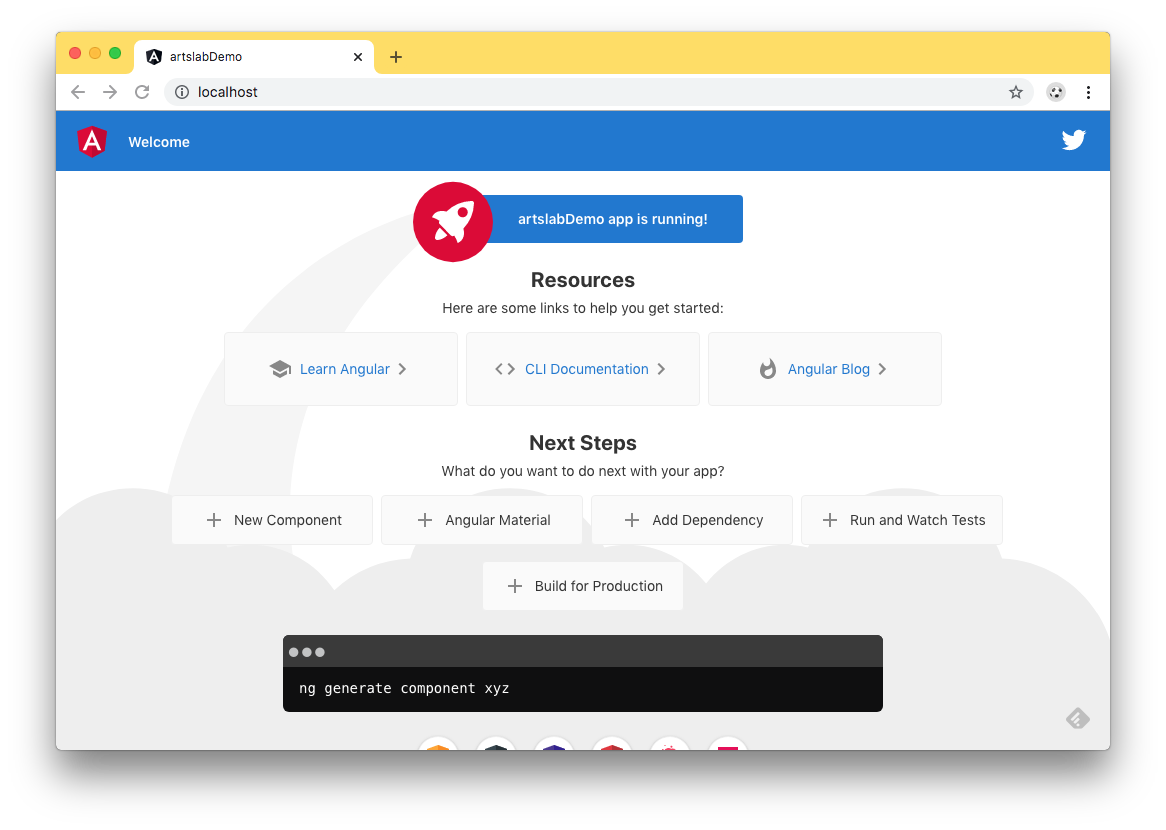 artslabDemo
localhost
Welcome
artslabDemo app is running!
Resources
Here are some links to help you get started:
Learn Angular
CLI Documentation
Angular Blog
Next Steps
What do you want to do next with your app?
New Component
Angular Material
Add Dependency
Run and Watch Tests
Build for Production
ng generate component xyz